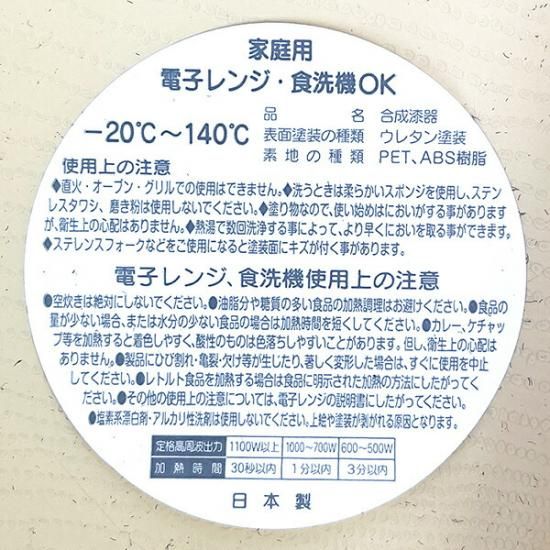 家庭用
電子レンジ・食洗機OK
－20℃～140℃
品名 合成漆器
表面塗装の種類 ウレタン塗装
素地の種類 PET、ABS樹脂
使用上の注意
◆直火・オーブン・グリルでの使用はできません。◆洗うときは柔らかいスポンジを使用し、ステン
レスタワシ、磨き粉は使用しないでください。◆塗り物なので、使い始めはにおいがする事があります
が、衛生上の心配はありません。◆熱湯で数回洗浄する事によって、より早くにおいを取る事ができます。
◆ステレンスフォークなどをご使用になると塗装面にキズが付く事があります。
電子レンジ、食洗機使用上の注意
●空炊きは絶対にしないでください。●油脂分や糖質の多い食品の加熱調理はお避けください。●食品の
量が少ない場合、または水分の少ない食品の場合は加熱時間を短くしてください。●カレー、ケチャッ
プ等を加熱すると着色しやすく、酸性のものは色落ちしやすいことがあります。但し、衛生上の心配は
ありません。●製品にひび割れ・亀裂・欠け等が生じたり、著しく変形した場合は、すぐに使用を中止
してください。●レトルト食品を加熱する場合は食品に明示された加熱の方法にしたがってく
ださい。●その他の使用上の注意については、電子レンジの説明書にしたがってください。
●塩素系漂白剤・アルカリ性洗剤は使用しないでください。上絵や塗装が剥がれる原因となります。
定格高周波出力 1100W以上 1000～700W 600～500W
加熱時間 30秒以内 1分以内 3分以内
日本製